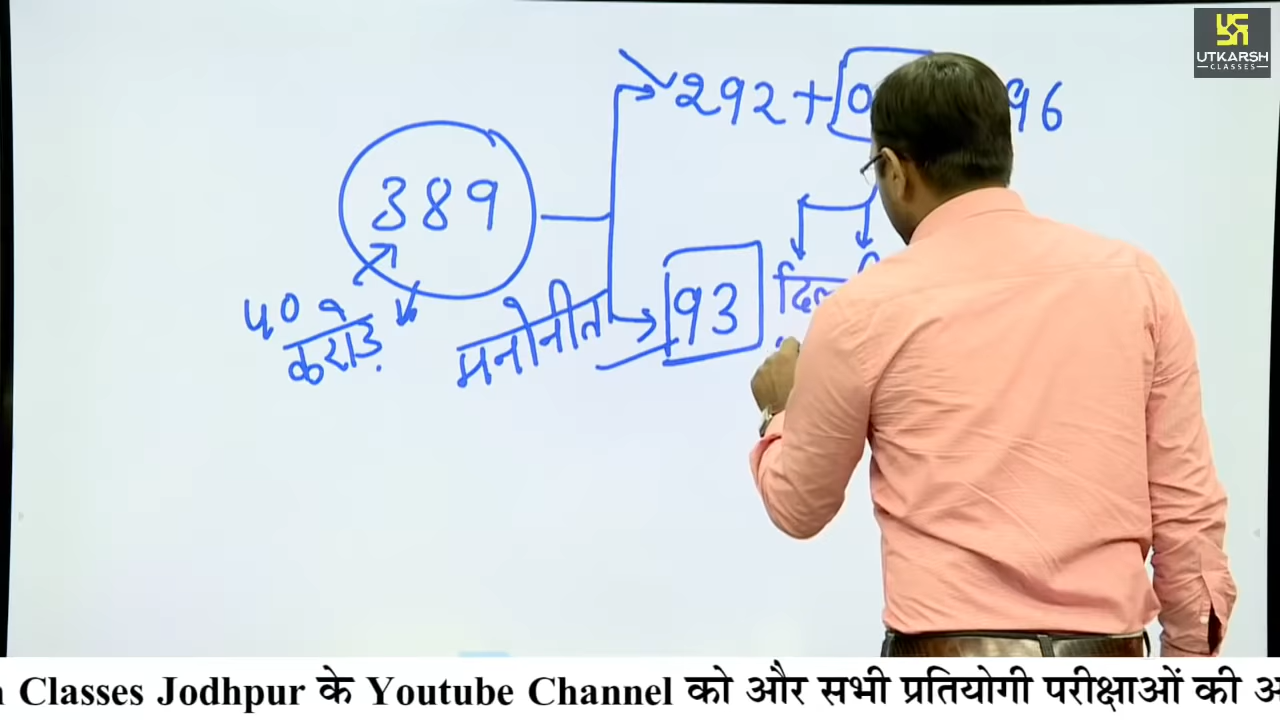 UTKARSH
CLASSES
292 + 0 96
389
दिल
93
40
करोड़
मनोनीत
Classes Jodhpur के Youtube Channel को और सभी प्रतियोगी परीक्षाओं की